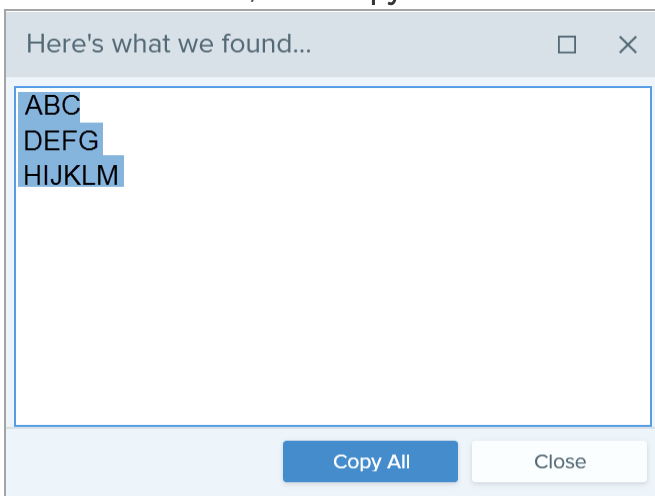 Here's what we found...
ABC
DEFG
HIJKLM
Copy All
Close